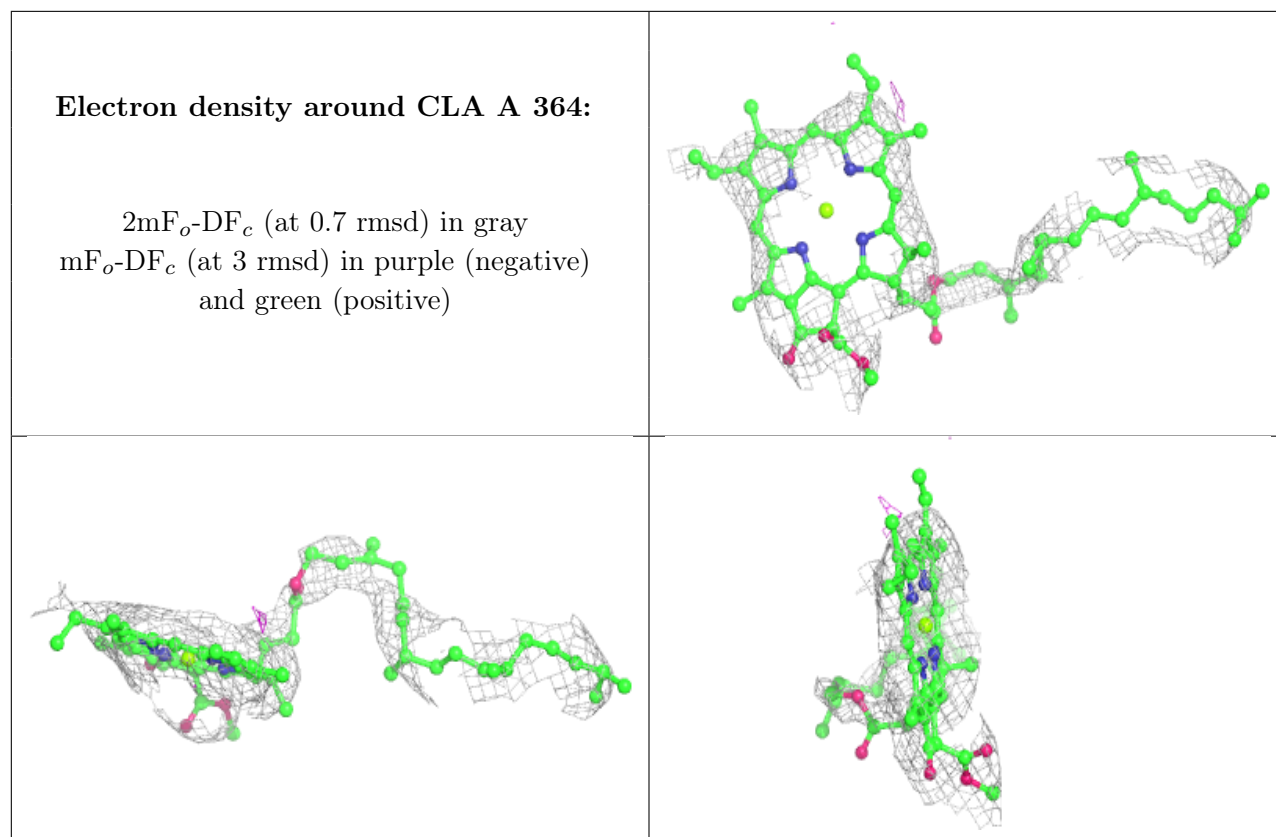 Electron density around CLA A 364:
2mFo-DFc (at 0.7 rmsd) in gray
mFo-DFc (at 3 rmsd) in purple (negative)
and green (positive)